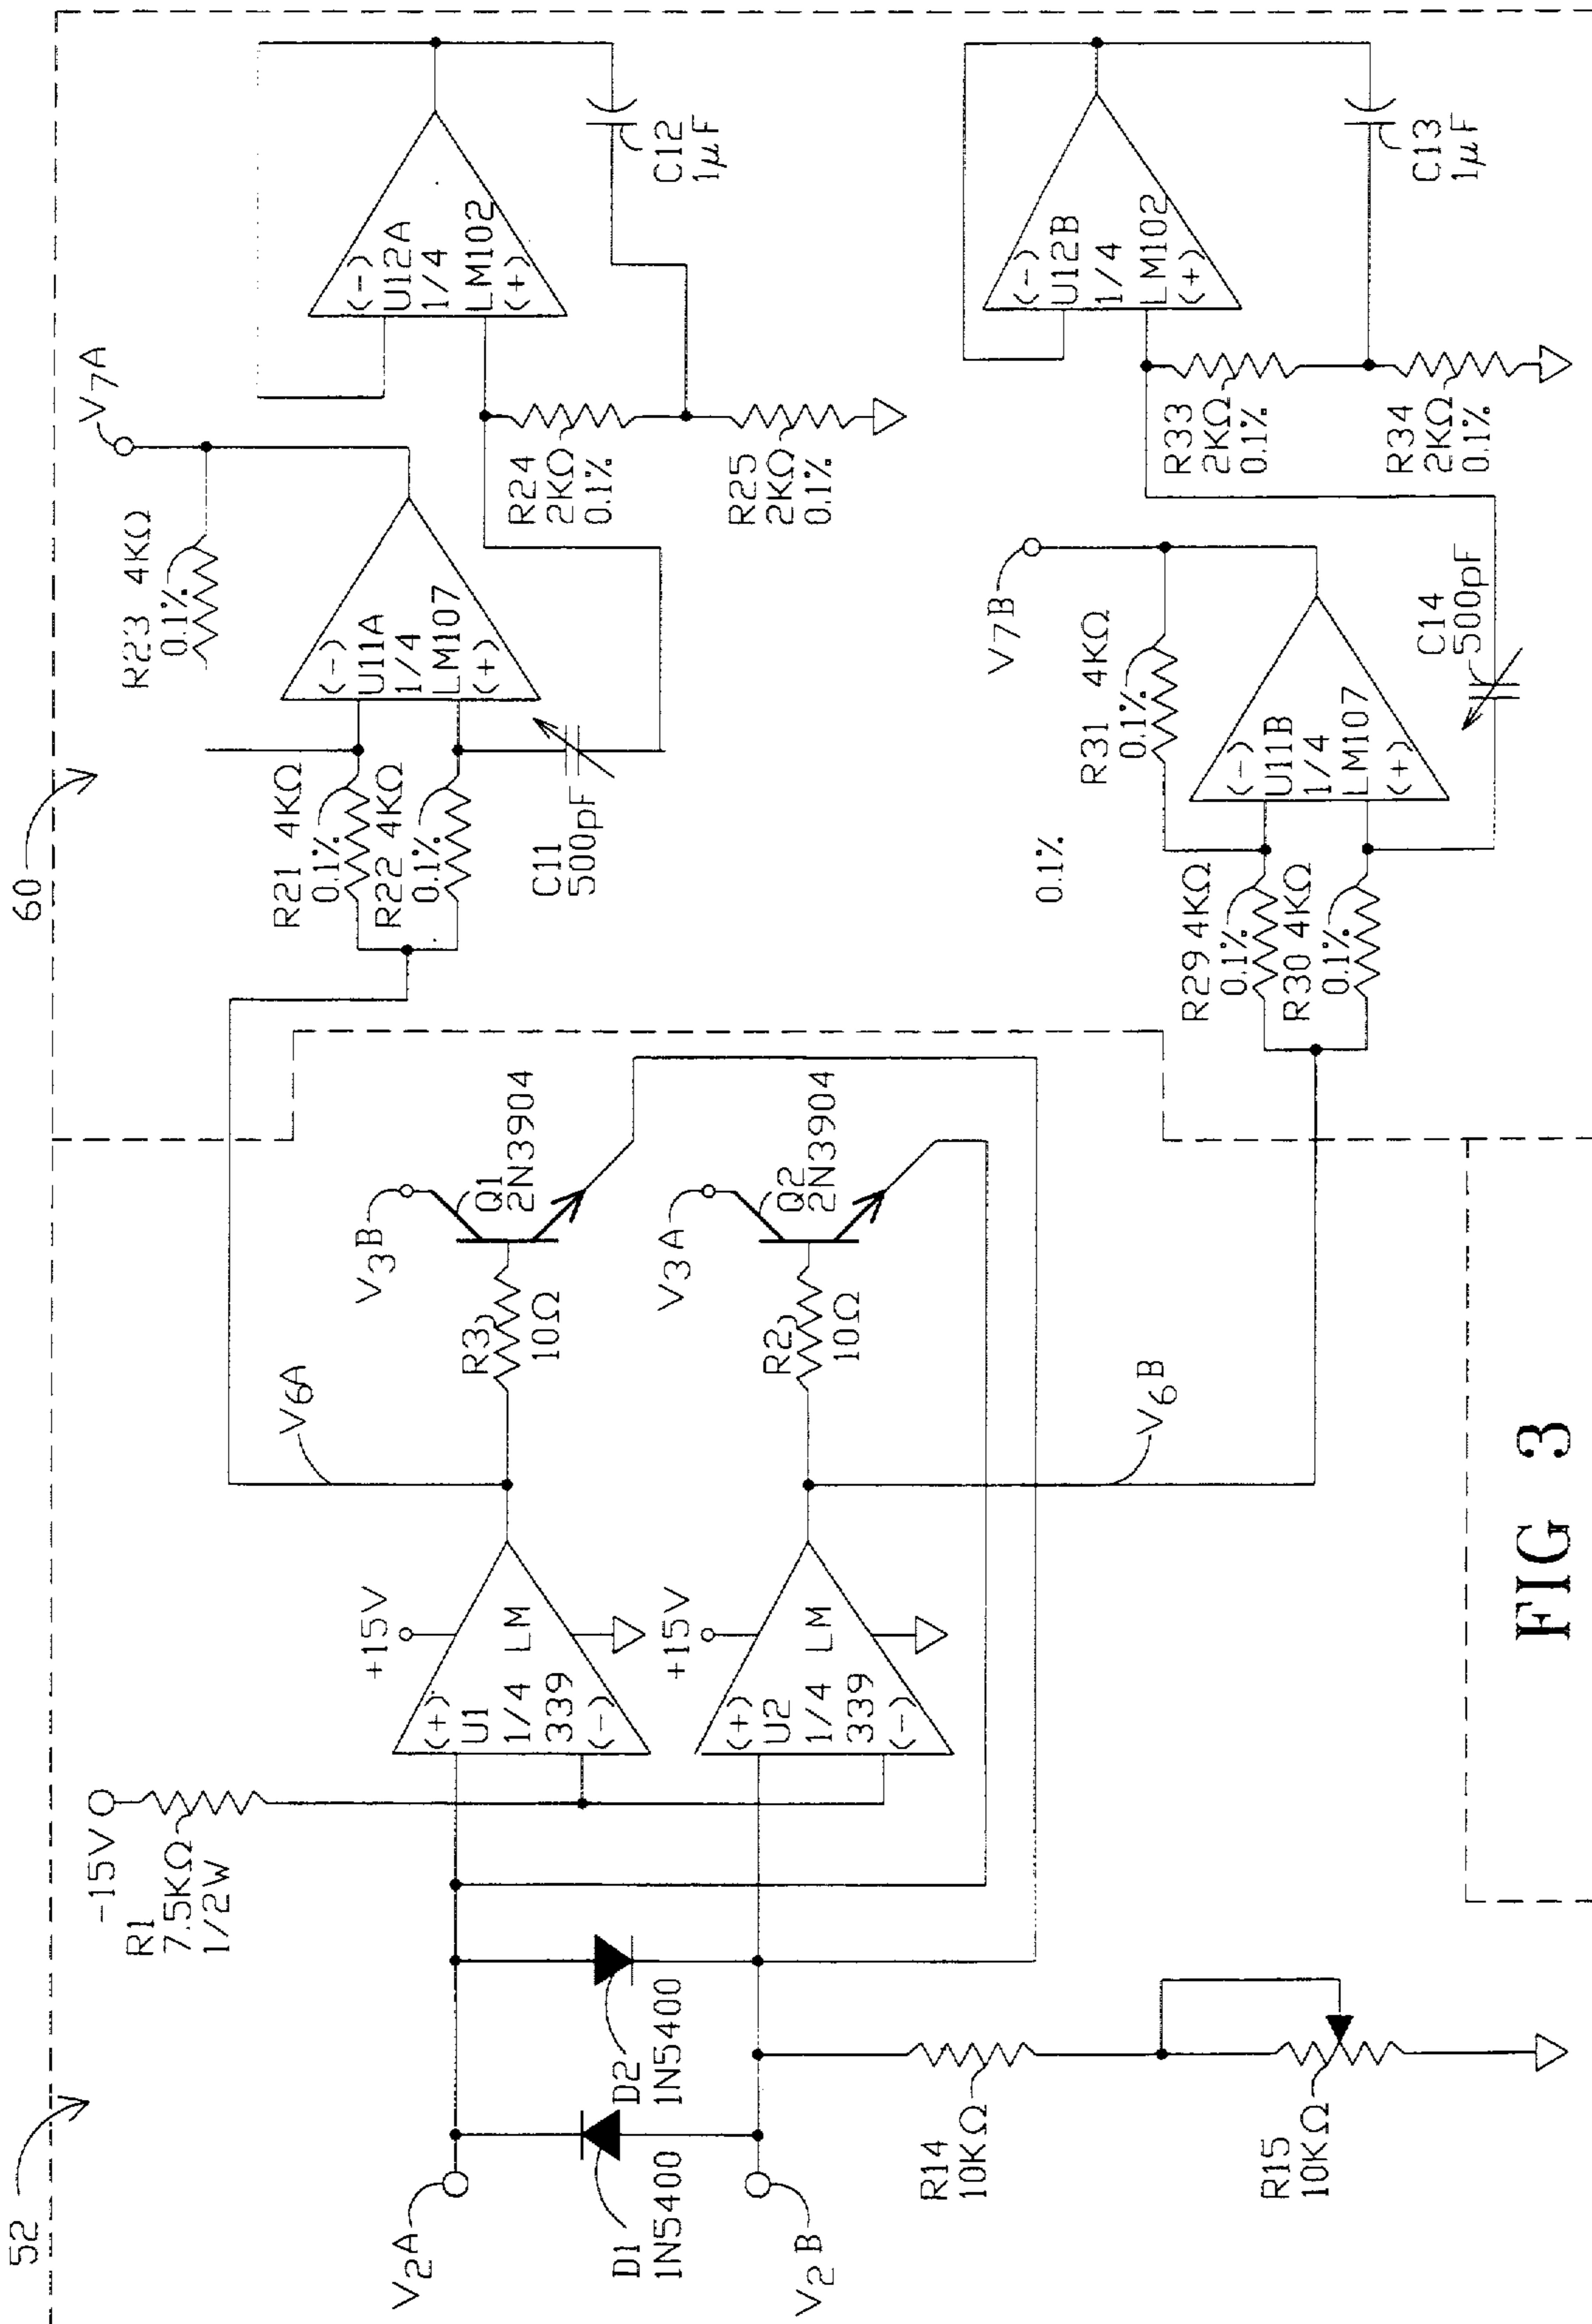 52
60
-15V
R1
7.5KΩ
1/2W
V2A
D1
1N5400
D2
1N5400
V2B
R14
10KΩ
R15
10KΩ
+15V
(+)
U1
1/4 LM
339
(-)
+15V
(+)
U2
1/4 LM
339
(-)
V6A
V3B
R3
10Ω
Q1
2N3904
V3A
R2
10Ω
Q2
2N3904
V6B
R21 4KΩ
0.1%
R22 4KΩ
0.1%
C11
500pF
R23 4KΩ
0.1%
V7A
(-)
U11A
1/4
LM107
(+)
R24
2KΩ
0.1%
R25
2KΩ
0.1%
(-)
U12A
1/4
LM102
(+)
C12
1μF
0.1%
R29 4KΩ
0.1%
R30 4KΩ
0.1%
V7B
R31 4KΩ
0.1%
(-)
U11B
1/4
LM107
(+)
C14
500pF
R33
2KΩ
0.1%
R34
2KΩ
0.1%
(-)
U12B
1/4
LM102
(+)
C13
1μF
FIG 3